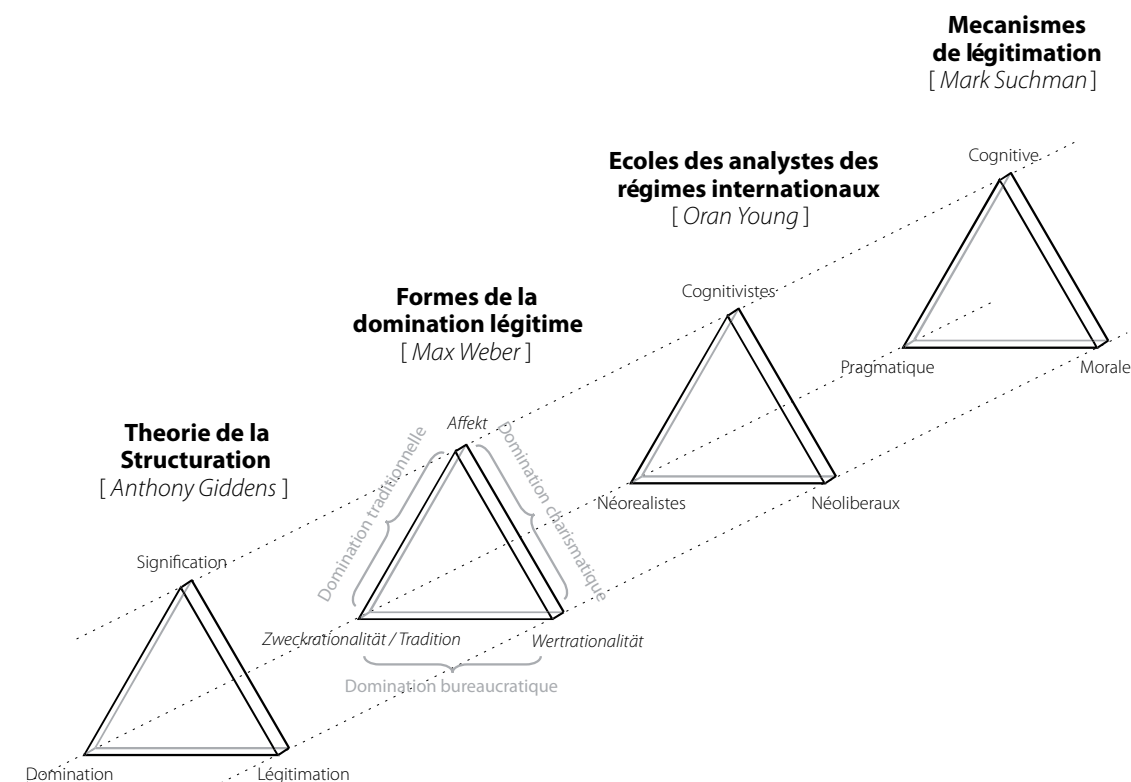 Mecanismes
de légitimation
[ Mark Suchman ]
Cognitive
Pragmatique
Morale
Ecoles des analystes des
régimes internationaux
[ Oran Young ]
Cognitivistes
Néorealistes
Néoliberaux
Formes de la
domination légitime
[ Max Weber ]
Affekt
Domination traditionnelle
Domination charismatique
Zweckrationalität / Tradition
Wertrationalität
Domination bureaucratique
Theorie de la
Structuration
[ Anthony Giddens ]
Signification
Domination
Légitimation